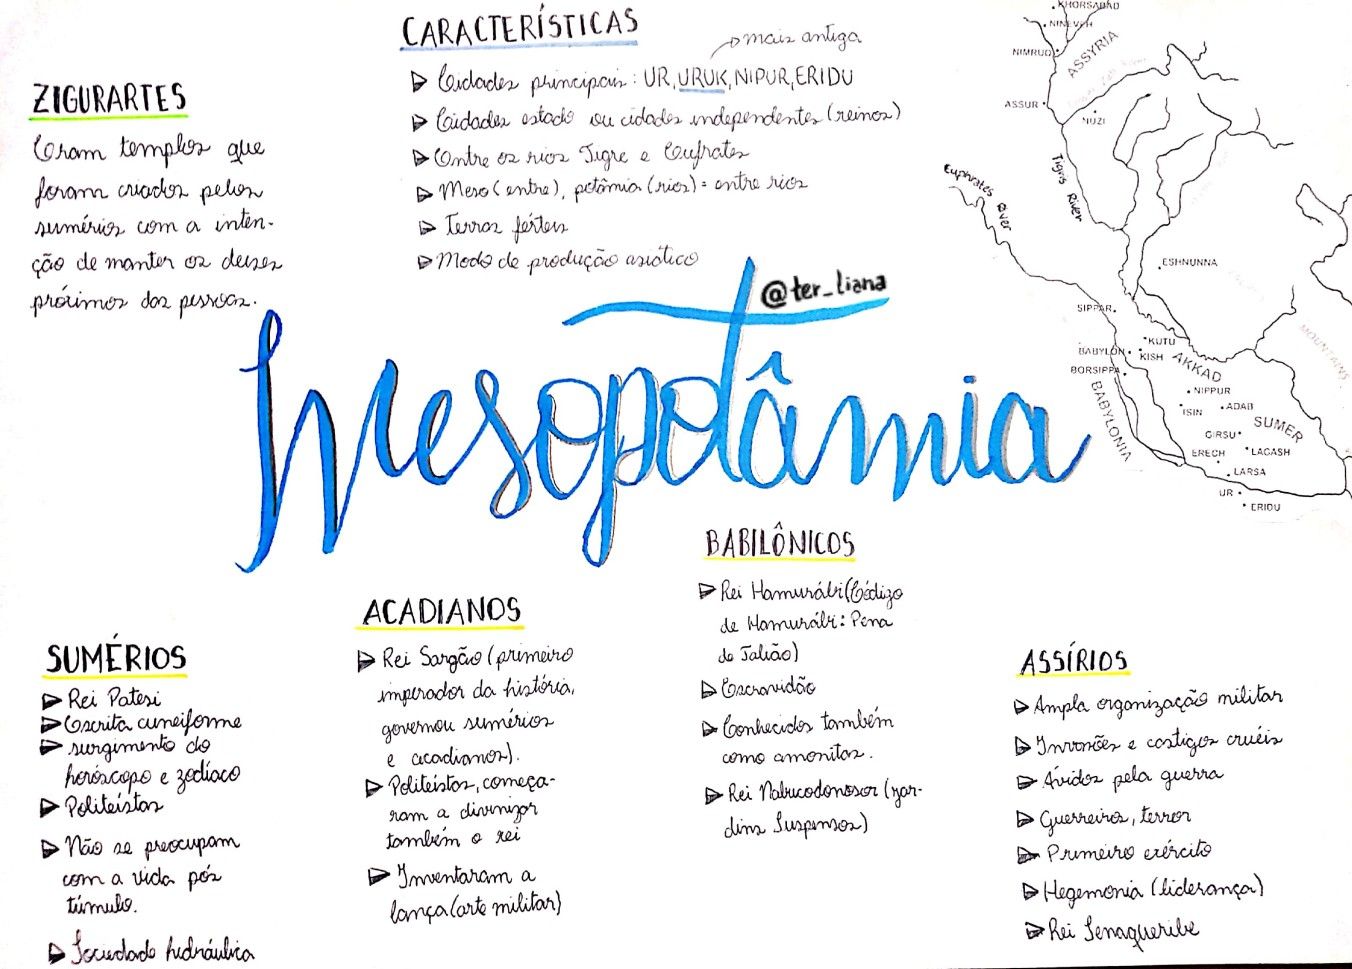 CARACTERÍSTICAS
mais antiga
Cidades principais: UR, URUK, NIPUR, ERIDU
Cidades estado ou cidades independentes (reinos)
Entre os rios Tigre e Eufrates
Meso (entre), potâmia (rios) = entre rios
Terras férteis
Modo de produção asiático
ZIGURARTES
Eram templos que
foram criados pelos
sumérios com a inten-
ção de manter os deuses
próximos das pessoas.
@ter_liana
Mesopotâmia
KHORSABAD
NINEVEH
NIMRUD
ASSYRIA
ASSUR
NUZI
Tigris River
Euphrates River
ESHNUNNA
SIPPAR
KUTU
BABYLON
KISH
AKKAD
BORSIPPA
BABYLONIA
NIPPUR
ISIN
ADAB
SUMER
GIRSU
ERECH
LAGASH
LARSA
UR
ERIDU
MOUNTAINS
SUMÉRIOS
Rei Patesi
Escrita cuneiforme
surgimento do
horóscopo e zodíaco
Politeístas
Não se preocupam
com a vida pós
túmulo.
Sociedade hidráulica
ACADIANOS
Rei Sargão (primeiro
imperador da história,
governou sumérios
e acadianos).
Politeístas, começa-
ram a divinizar
também o rei
Inventaram a
lança (arte militar)
BABILÔNICOS
Rei Hamurábi (Código
de Hamurábi: Pena
de Talião)
Escravidão
Conhecidos também
como amonitas.
Rei Nabucodonosor (jar-
dins Suspensos)
ASSÍRIOS
Ampla organização militar
Invasões e castigos cruéis
Ávidos pela guerra
Guerreiros, terror
Primeiro exército
Hegemonia (liderança)
Rei Senaqueribe